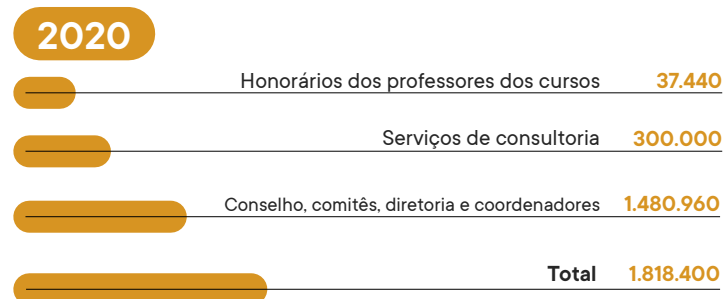 2020
Honorários dos professores dos cursos 37.440
Serviços de consultoria 300.000
Conselho, comitês, diretoria e coordenadores 1.480.960
Total 1.818.400